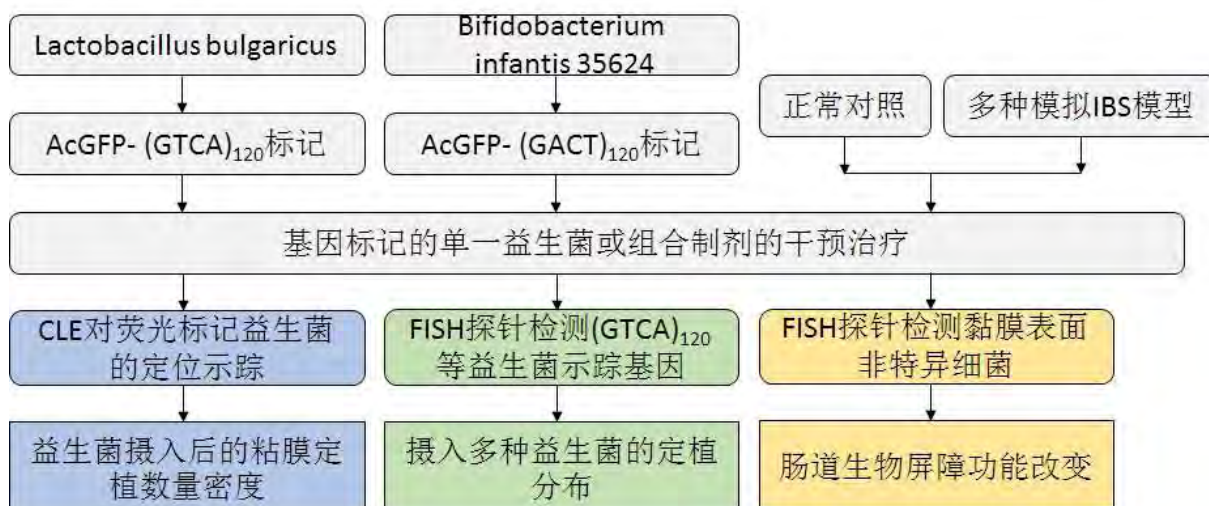 Lactobacillus bulgaricus
Bifidobacterium
infantis 35624
正常对照
多种模拟IBS模型
AcGFP- (GTCA)₁₂₀标记
AcGFP- (GACT)₁₂₀标记
基因标记的单一益生菌或组合制剂的干预治疗
CLE对荧光标记益生菌
的定位示踪
FISH探针检测(GTCA)₁₂₀
等益生菌示踪基因
FISH探针检测黏膜表面
非特异细菌
益生菌摄入后的粘膜定
植数量密度
摄入多种益生菌的定植
分布
肠道生物屏障功能改变